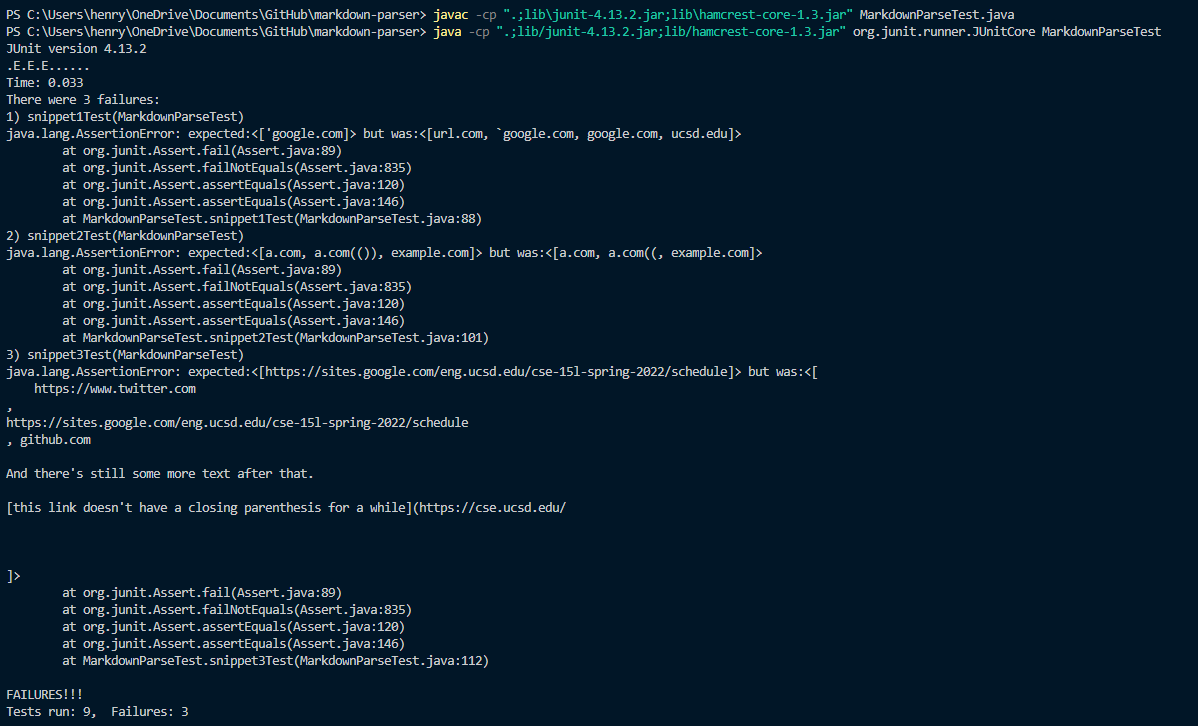 PS C:\Users\henry\OneDrive\Documents\GitHub\markdown-parser> javac -cp ".;lib\junit-4.13.2.jar;lib\hamcrest-core-1.3.jar" MarkdownParseTest.java
PS C:\Users\henry\OneDrive\Documents\GitHub\markdown-parser> java -cp ".;lib/junit-4.13.2.jar;lib/hamcrest-core-1.3.jar" org.junit.runner.JUnitCore MarkdownParseTest
JUnit version 4.13.2
.E.E.E......
Time: 0.033
There were 3 failures:
1) snippet1Test(MarkdownParseTest)
java.lang.AssertionError: expected:<['google.com]> but was:<[url.com, `google.com, google.com, ucsd.edu]>
        at org.junit.Assert.fail(Assert.java:89)
        at org.junit.Assert.failNotEquals(Assert.java:835)
        at org.junit.Assert.assertEquals(Assert.java:120)
        at org.junit.Assert.assertEquals(Assert.java:146)
        at MarkdownParseTest.snippet1Test(MarkdownParseTest.java:88)
2) snippet2Test(MarkdownParseTest)
java.lang.AssertionError: expected:<[a.com, a.com(()), example.com]> but was:<[a.com, a.com((, example.com]>
        at org.junit.Assert.fail(Assert.java:89)
        at org.junit.Assert.failNotEquals(Assert.java:835)
        at org.junit.Assert.assertEquals(Assert.java:120)
        at org.junit.Assert.assertEquals(Assert.java:146)
        at MarkdownParseTest.snippet2Test(MarkdownParseTest.java:101)
3) snippet3Test(MarkdownParseTest)
java.lang.AssertionError: expected:<[https://sites.google.com/eng.ucsd.edu/cse-15l-spring-2022/schedule]> but was:<[
    https://www.twitter.com
,
https://sites.google.com/eng.ucsd.edu/cse-15l-spring-2022/schedule
, github.com

And there's still some more text after that.

[this link doesn't have a closing parenthesis for a while](https://cse.ucsd.edu/

]>
        at org.junit.Assert.fail(Assert.java:89)
        at org.junit.Assert.failNotEquals(Assert.java:835)
        at org.junit.Assert.assertEquals(Assert.java:120)
        at org.junit.Assert.assertEquals(Assert.java:146)
        at MarkdownParseTest.snippet3Test(MarkdownParseTest.java:112)

FAILURES!!!
Tests run: 9,  Failures: 3